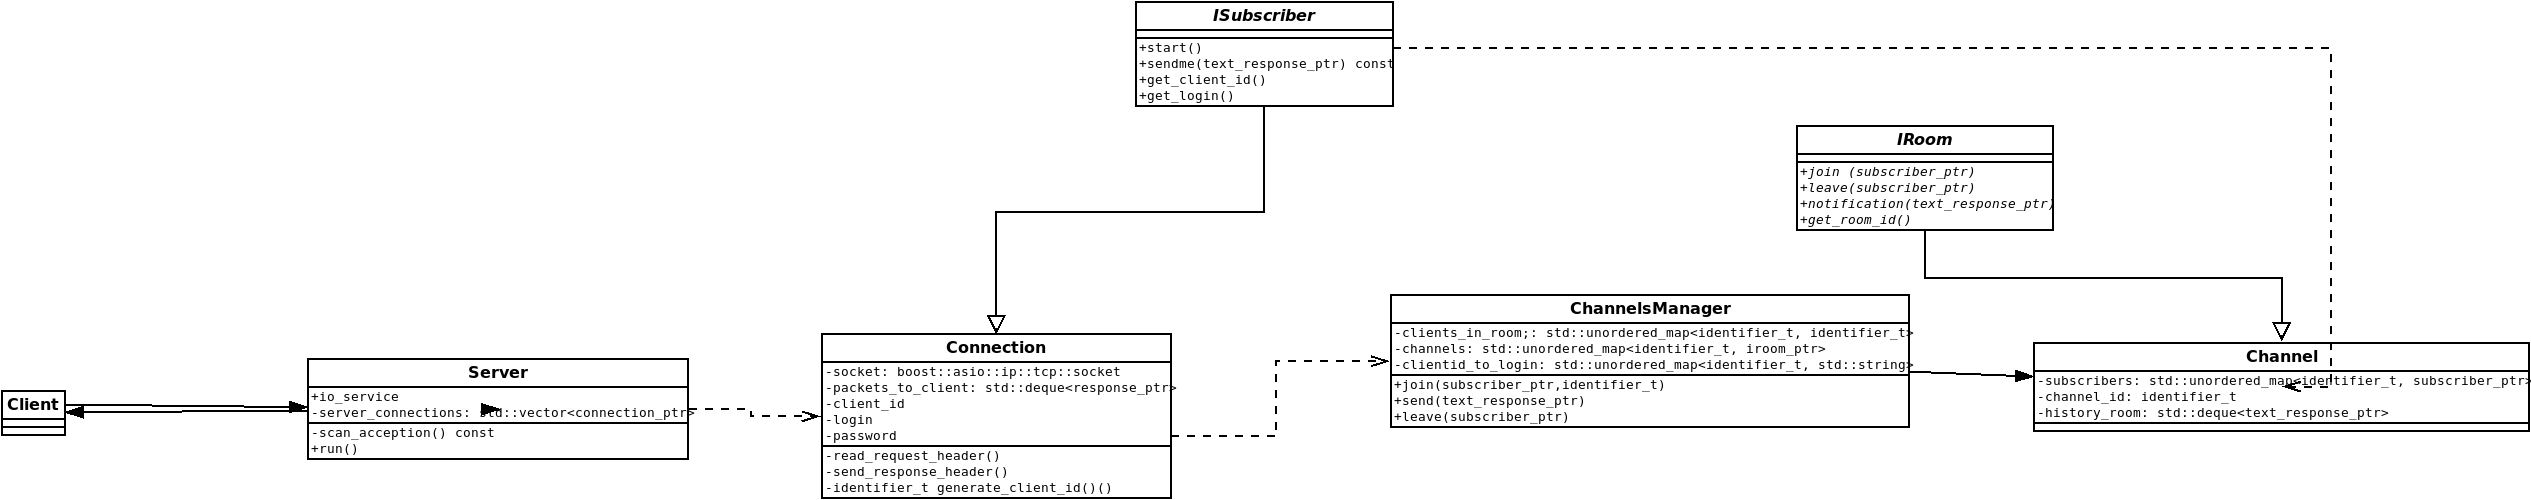 ISubscriber
+start()
+sendme(text_response_ptr) const
+get_client_id()
+get_login()
IRoom
+join (subscriber_ptr)
+leave(subscriber_ptr)
+notification(text_response_ptr)
+get_room_id()
Client
Server
+io_service
-server_connections: std::vector<connection_ptr>
-scan_acception() const
+run()
Connection
-socket: boost::asio::ip::tcp::socket
-packets_to_client: std::deque<response_ptr>
-client_id
-login
-password
-read_request_header()
-send_response_header()
-identifier_t generate_client_id()()
ChannelsManager
-clients_in_room;: std::unordered_map<identifier_t, identifier_t>
-channels: std::unordered_map<identifier_t, iroom_ptr>
-clientid_to_login: std::unordered_map<identifier_t, std::string>
+join(subscriber_ptr,identifier_t)
+send(text_response_ptr)
+leave(subscriber_ptr)
Channel
-subscribers: std::unordered_map<identifier_t, subscriber_ptr>
-channel_id: identifier_t
-history_room: std::deque<text_response_ptr>